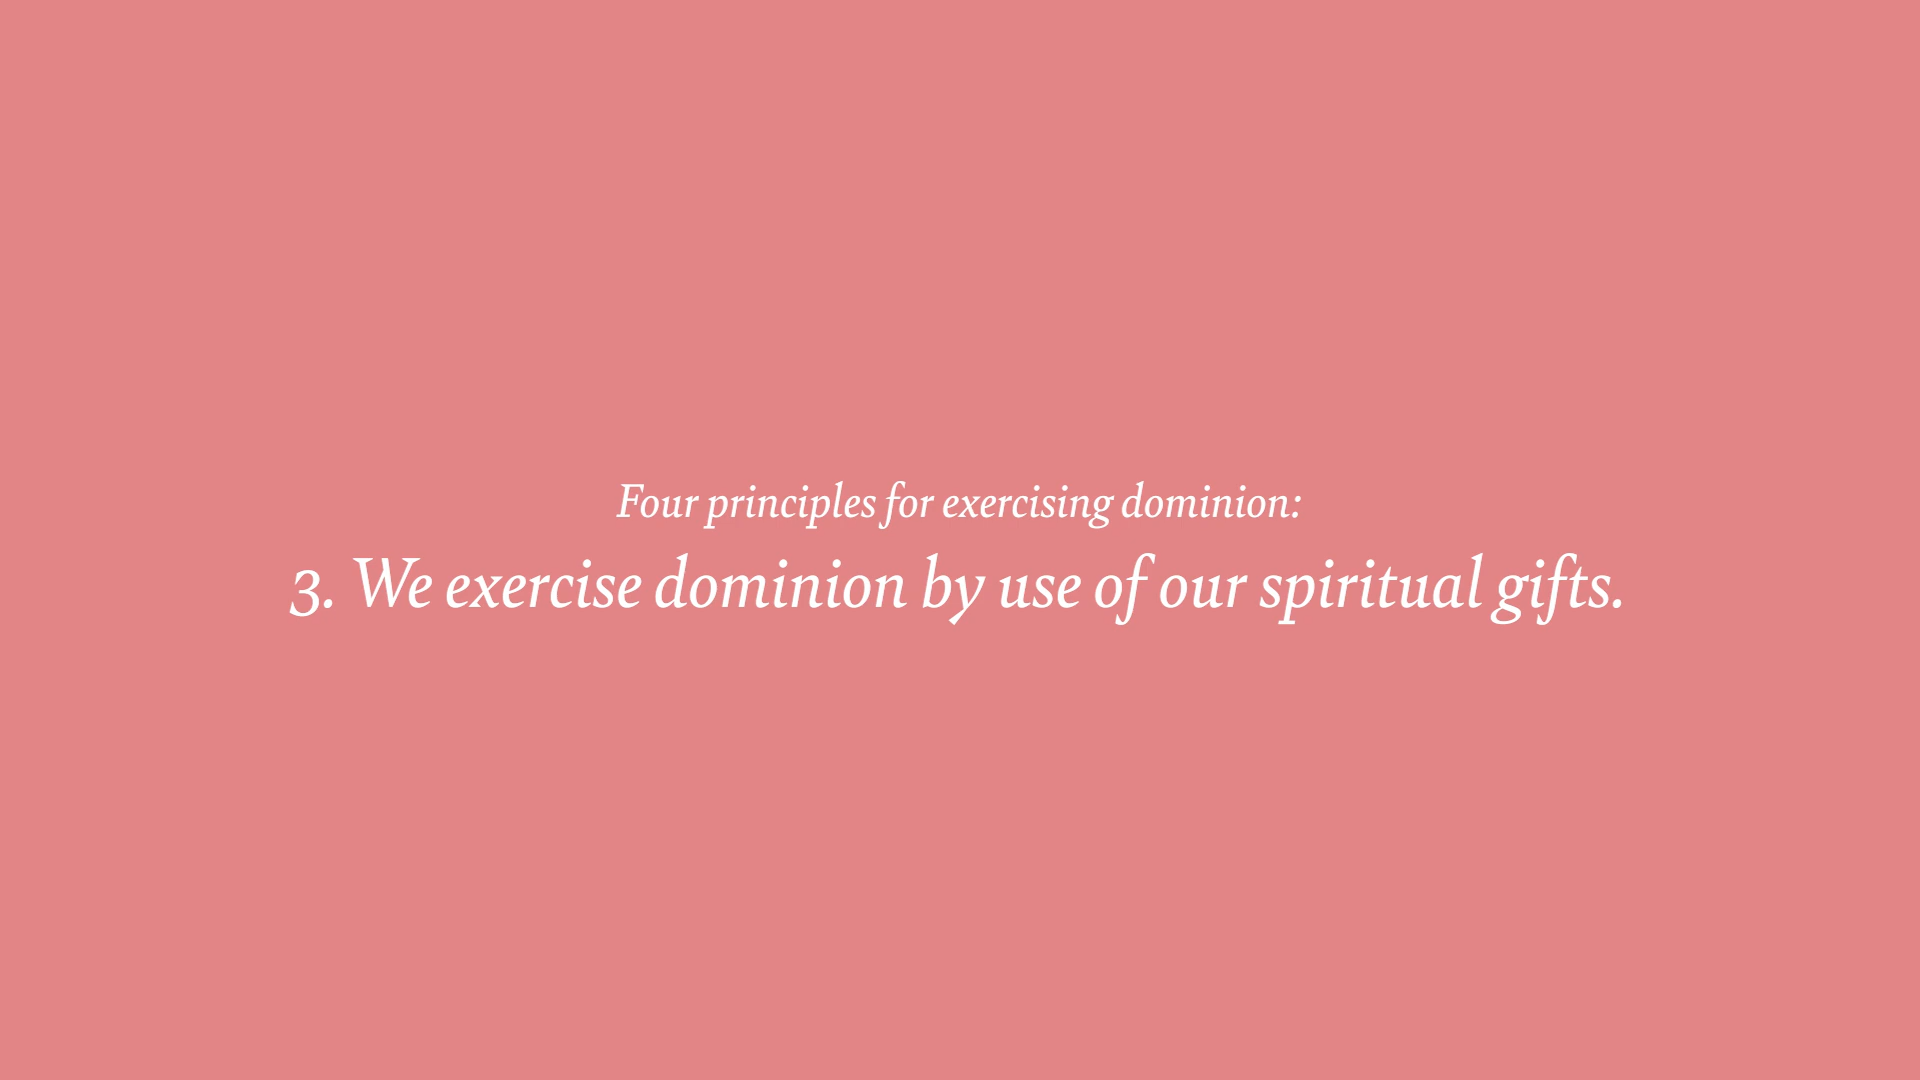 Four principles for exercising dominion:
3. We exercise dominion by use of our spiritual gifts.